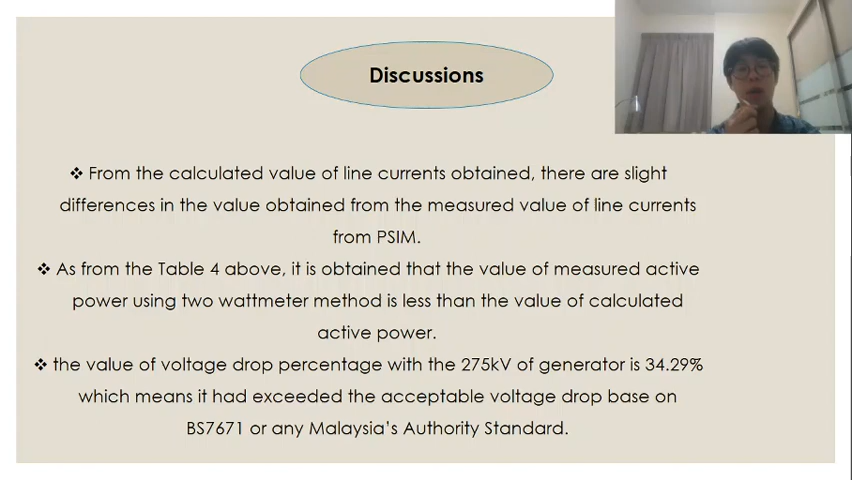 Discussions
❖ From the calculated value of line currents obtained, there are slight
differences in the value obtained from the measured value of line currents
from PSIM.
❖ As from the Table 4 above, it is obtained that the value of measured active
power using two wattmeter method is less than the value of calculated
active power.
❖ the value of voltage drop percentage with the 275kV of generator is 34.29%
which means it had exceeded the acceptable voltage drop base on
BS7671 or any Malaysia's Authority Standard.